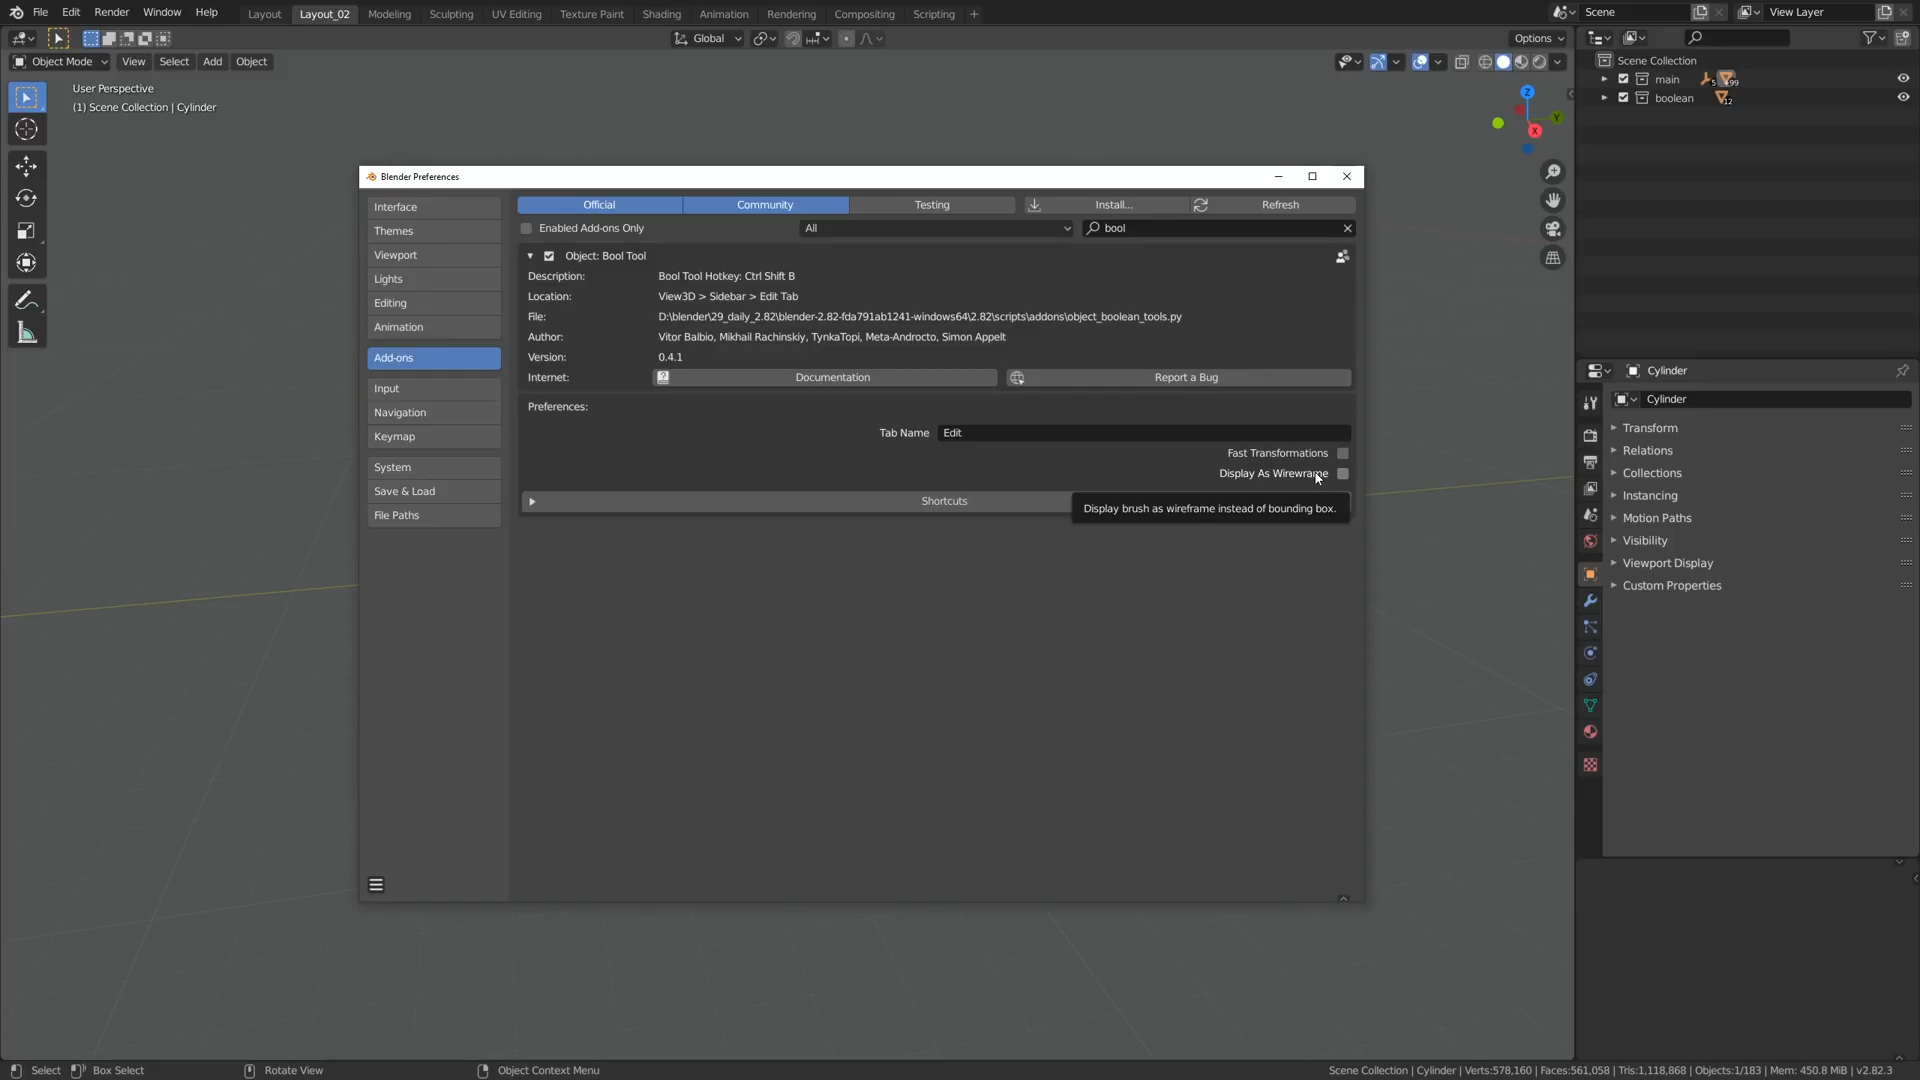 File Edit Render Window Help Layout Layout_02 Modeling Sculpting UV Editing Texture Paint Shading Animation Rendering Compositing Scripting + Scene View Layer
Global Options
Object Mode View Select Add Object
User Perspective
(1) Scene Collection | Cylinder
Z
Y
X
Scene Collection
main 5 99
boolean 12
Blender Preferences
Interface
Themes
Viewport
Lights
Editing
Animation
Add-ons
Input
Navigation
Keymap
System
Save & Load
File Paths
Official Community Testing Install... Refresh
Enabled Add-ons Only All bool
Object: Bool Tool
Description: Bool Tool Hotkey: Ctrl Shift B
Location: View3D > Sidebar > Edit Tab
File: D:\blender\29_daily_2.82\blender-2.82-fda791ab1241-windows64\2.82\scripts\addons\object_boolean_tools.py
Author: Vitor Balbio, Mikhail Rachinskiy, TynkaTopi, Meta-Androcto, Simon Appelt
Version: 0.4.1
Internet: Documentation Report a Bug
Preferences:
Tab Name Edit
Fast Transformations
Display As Wirewrame
Shortcuts
Display brush as wireframe instead of bounding box.
Cylinder
Cylinder
Transform
Relations
Collections
Instancing
Motion Paths
Visibility
Viewport Display
Custom Properties
Select Box Select Rotate View Object Context Menu Scene Collection | Cylinder | Verts:578,160 | Faces:561,058 | Tris:1,118,868 | Objects:1/183 | Mem: 450.8 MiB | v2.82.3